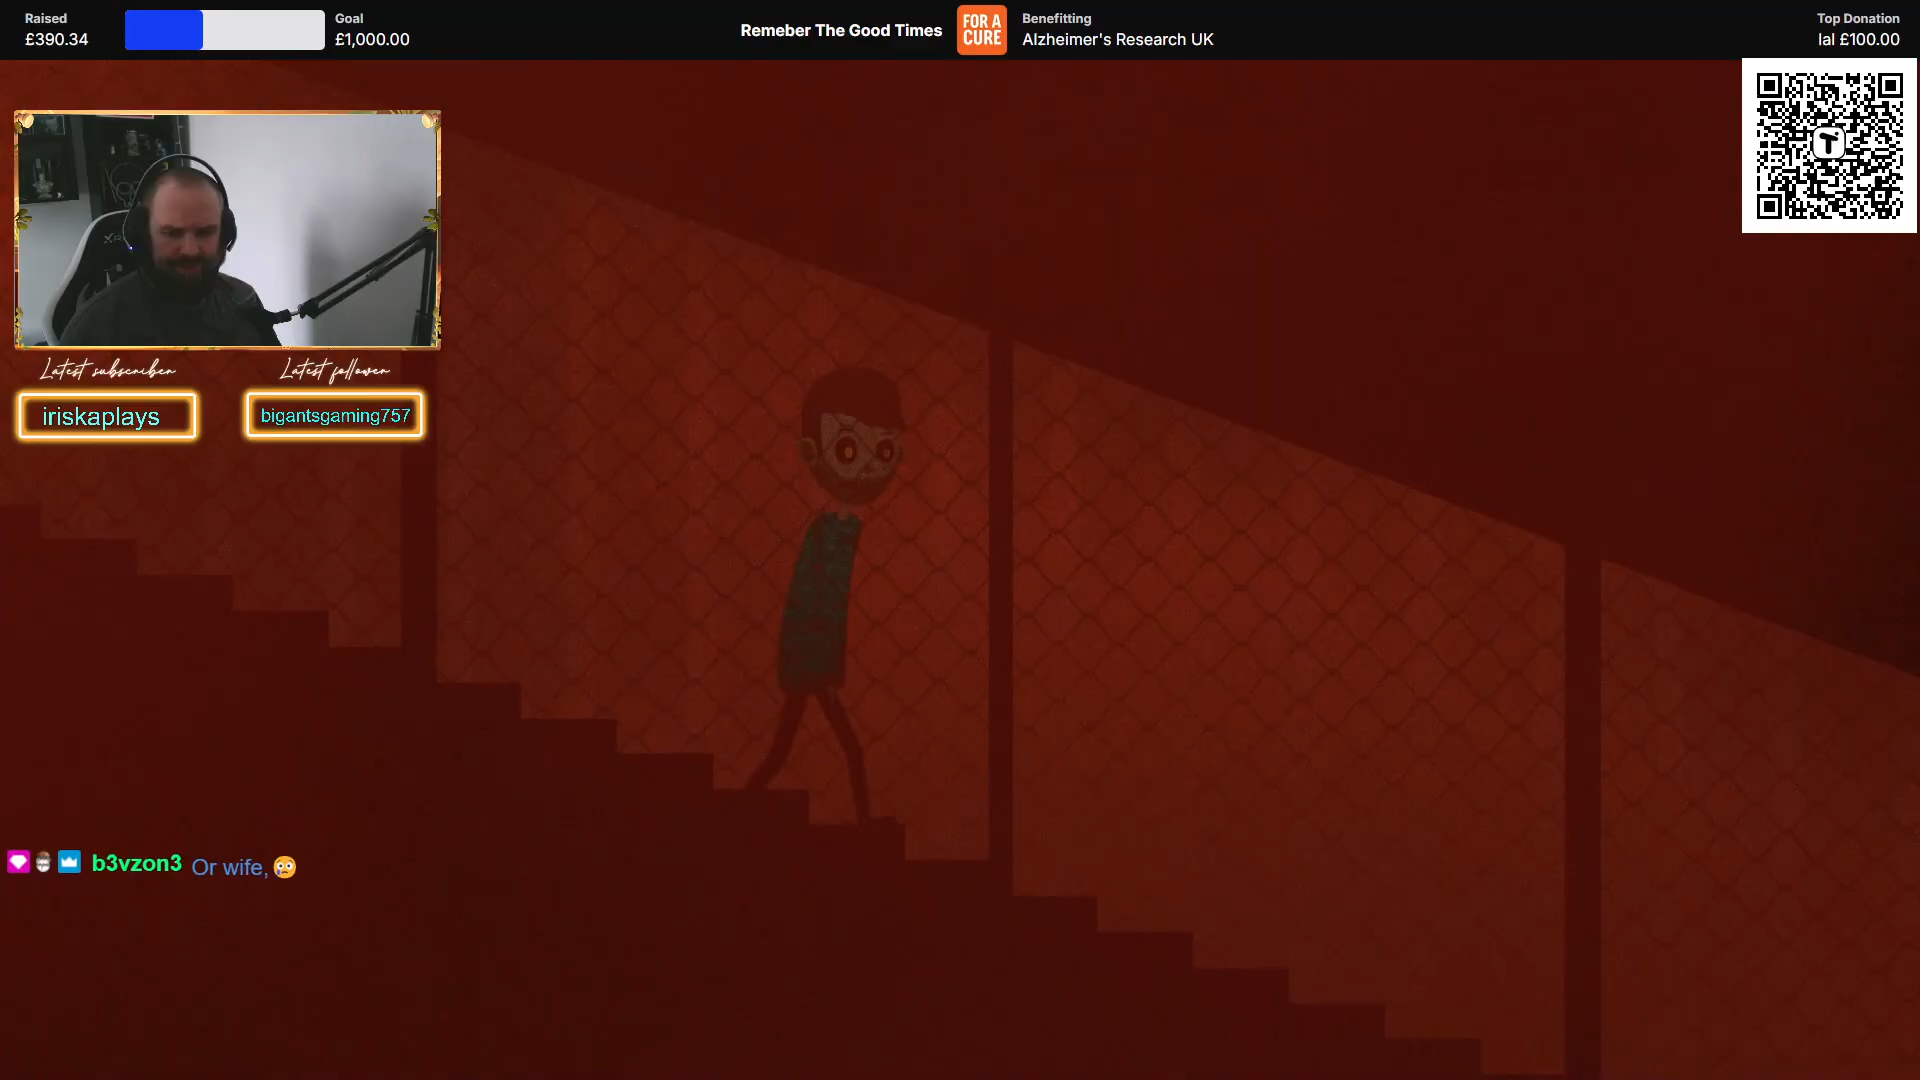 Raised
£390.34
Goal
£1,000.00
Remeber The Good Times
FOR A
CURE
Benefitting
Alzheimer's Research UK
Top Donation
lal £100.00
Latest subscriber
Latest follower
iriskaplays
bigantsgaming757
b3vzon3 Or wife, 😳